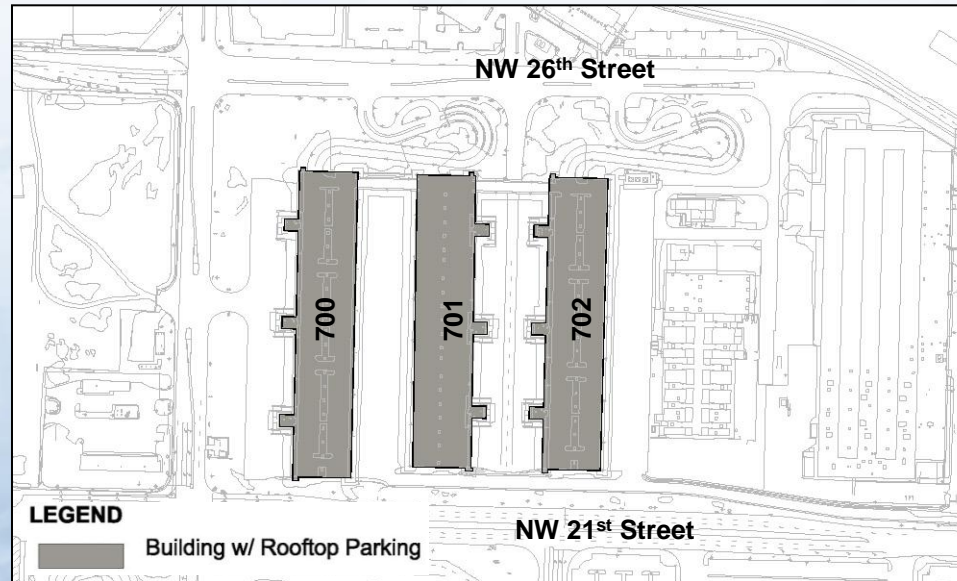 NW 26th Street
700
701
702
NW 21st Street
LEGEND
Building w/ Rooftop Parking